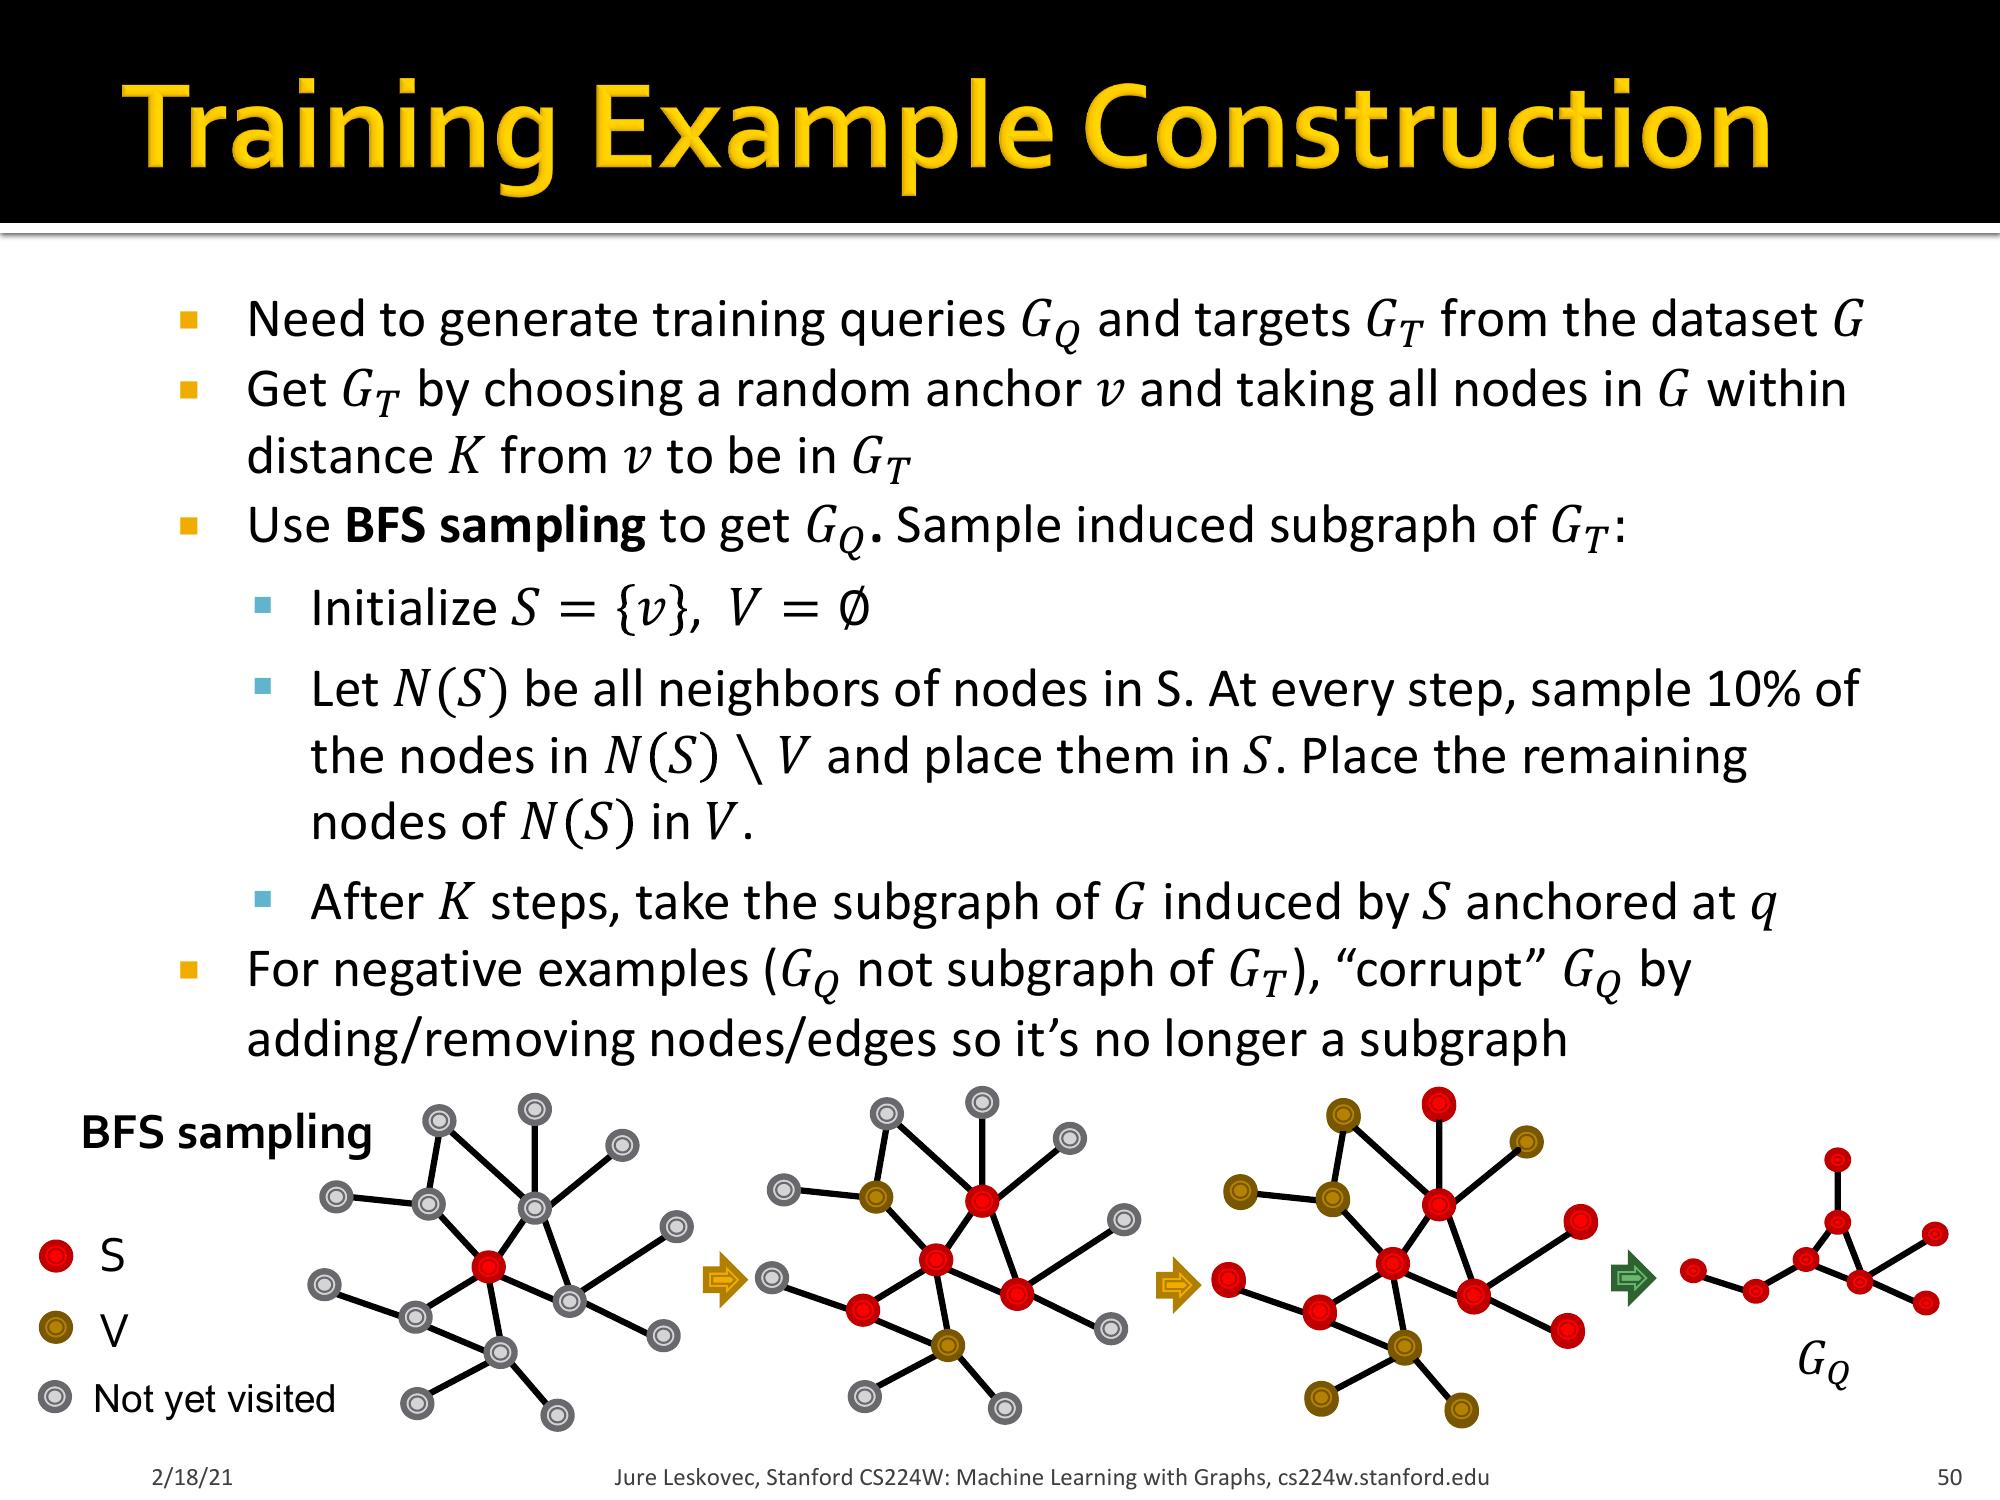 Training Example Construction
Need to generate training queries G_Q and targets G_T from the dataset G
Get G_T by choosing a random anchor v and taking all nodes in G within
distance K from v to be in G_T
Use BFS sampling to get G_Q. Sample induced subgraph of G_T:
Initialize S = {v}, V = ∅
Let N(S) be all neighbors of nodes in S. At every step, sample 10% of
the nodes in N(S) \ V and place them in S. Place the remaining
nodes of N(S) in V.
After K steps, take the subgraph of G induced by S anchored at q
For negative examples (G_Q not subgraph of G_T), “corrupt” G_Q by
adding/removing nodes/edges so it’s no longer a subgraph
BFS sampling
S
V
Not yet visited
G_Q
2/18/21
Jure Leskovec, Stanford CS224W: Machine Learning with Graphs, cs224w.stanford.edu
50